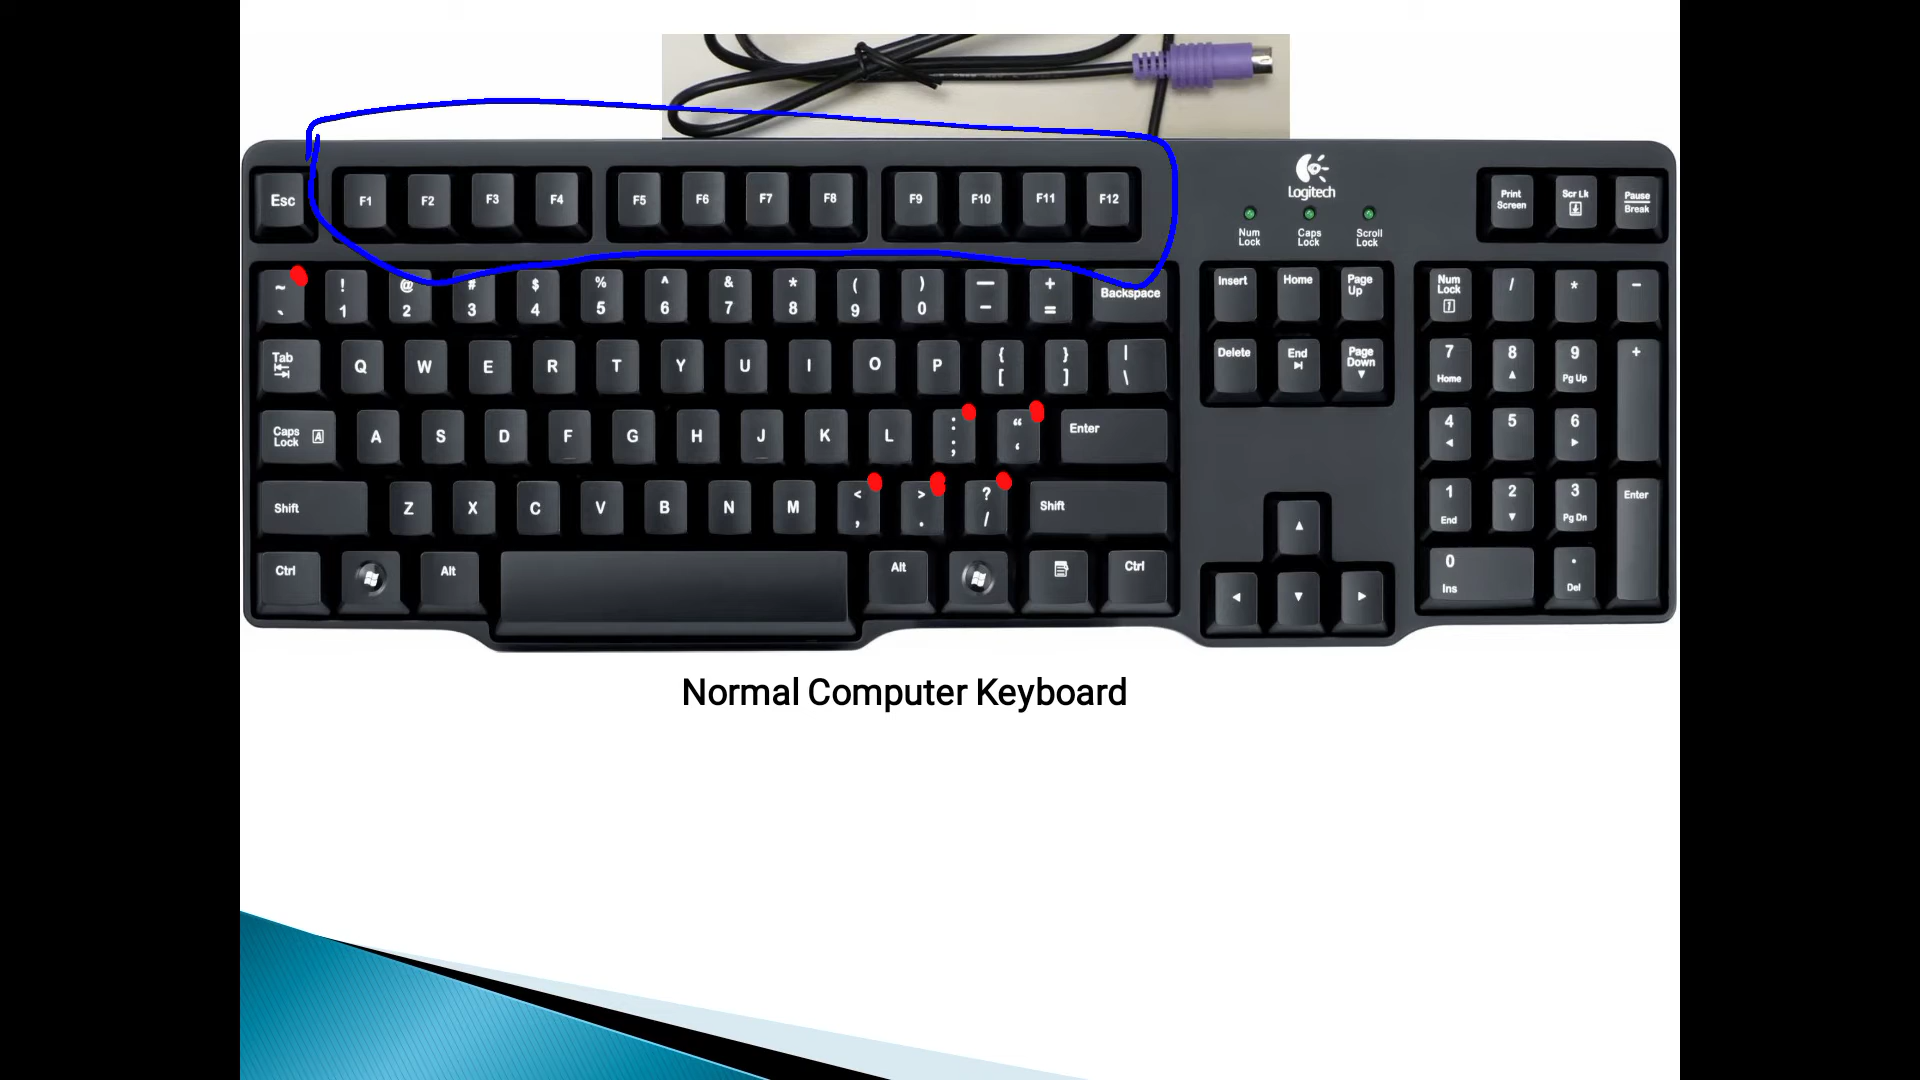 Esc F1 F2 F3 F4 F5 F6 F7 F8 F9 F10 F11 F12
Logitech
Num Lock Caps Lock Scroll Lock
Print Screen Scr Lk Pause Break
~ ! @ # $ % ^ & * ( ) — +
` 1 2 3 4 5 6 7 8 9 0 – = Backspace
Insert Home Page Up
Num Lock / * -
Tab Q W E R T Y U I O P { [ } ] | \
Delete End Page Down
7 Home 8 9 Pg Up +
Caps Lock A S D F G H J K L : ; “ ‘ Enter
4 5 6
Shift Z X C V B N M < , > . ? / Shift
1 End 2 3 Pg Dn Enter
Ctrl Alt Alt Ctrl
0 Ins . Del
Normal Computer Keyboard